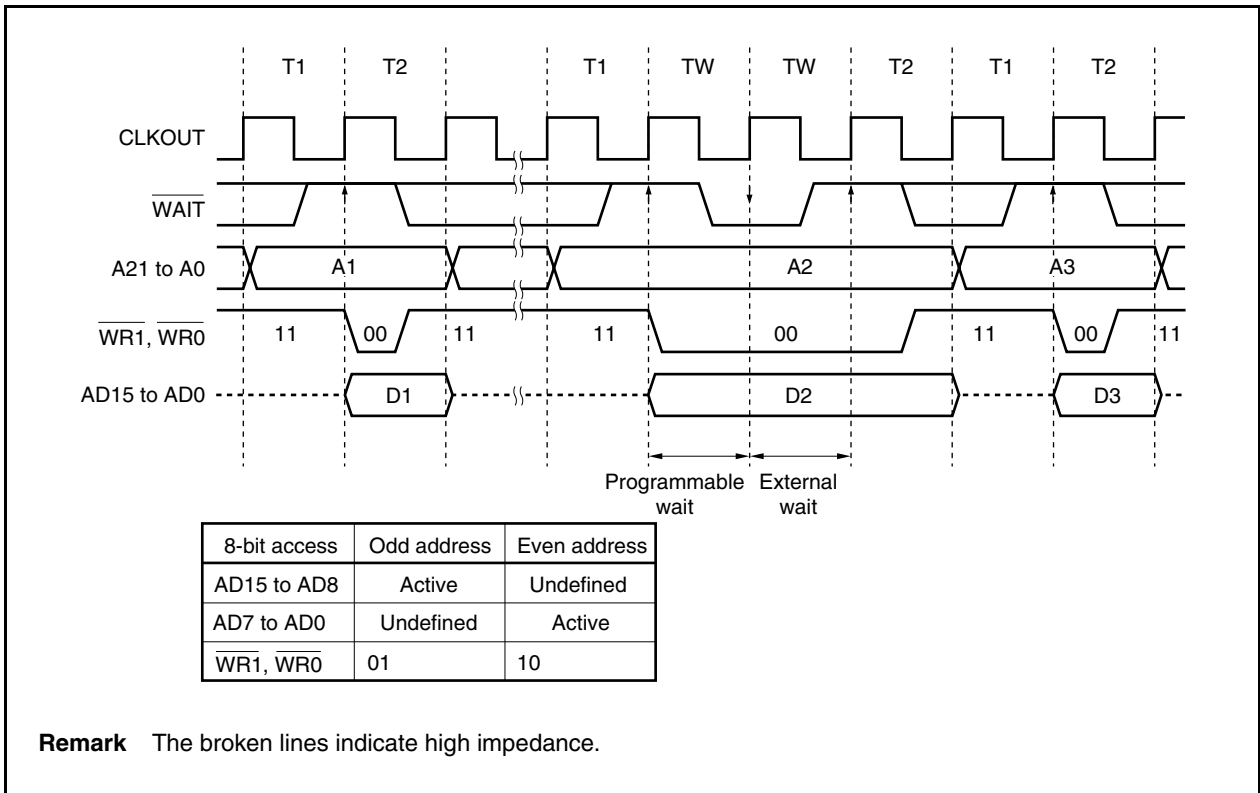 T1 T2 T1 TW TW T2 T1 T2
CLKOUT
WAIT
A21 to A0 A1 A2 A3
WR1, WR0 11 00 11 11 00 11 00 11
AD15 to AD0 D1 D2 D3
Programmable External
wait wait
8-bit access Odd address Even address
AD15 to AD8 Active Undefined
AD7 to AD0 Undefined Active
WR1, WR0 01 10
Remark The broken lines indicate high impedance.